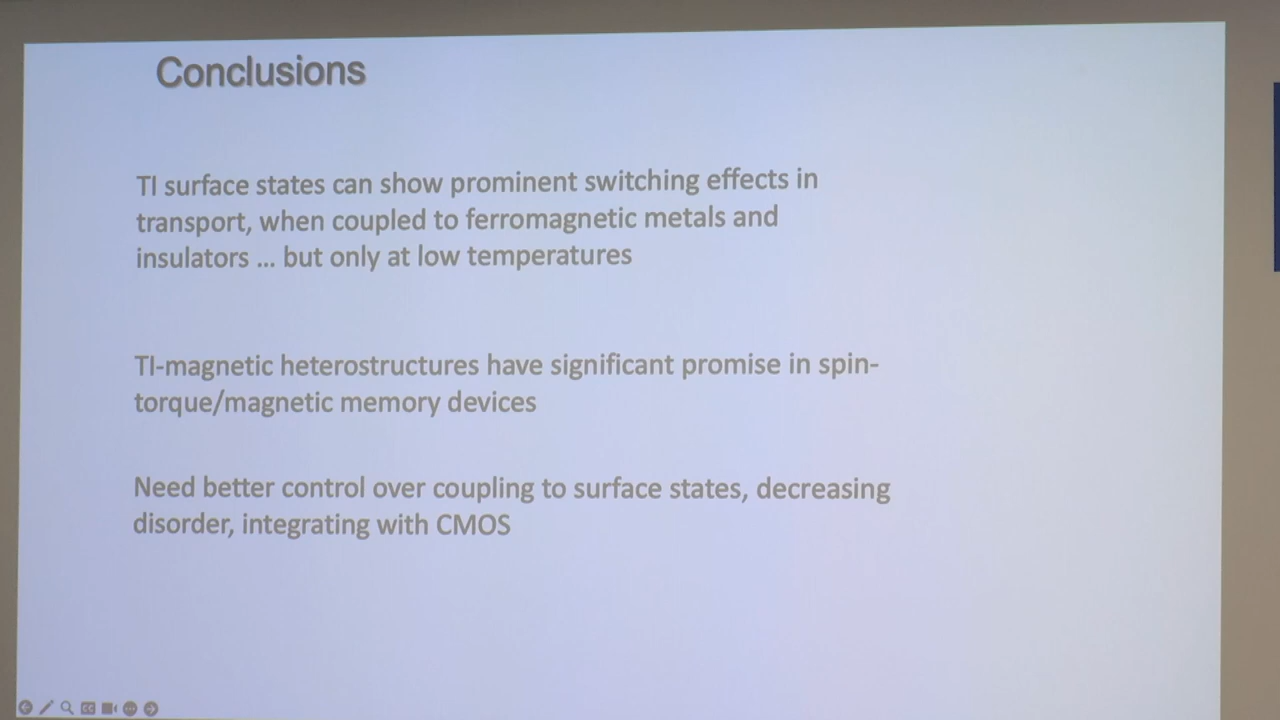 Conclusions
TI surface states can show prominent switching effects in
transport, when coupled to ferromagnetic metals and
insulators ... but only at low temperatures
TI-magnetic heterostructures have significant promise in spin-
torque/magnetic memory devices
Need better control over coupling to surface states, decreasing
disorder, integrating with CMOS